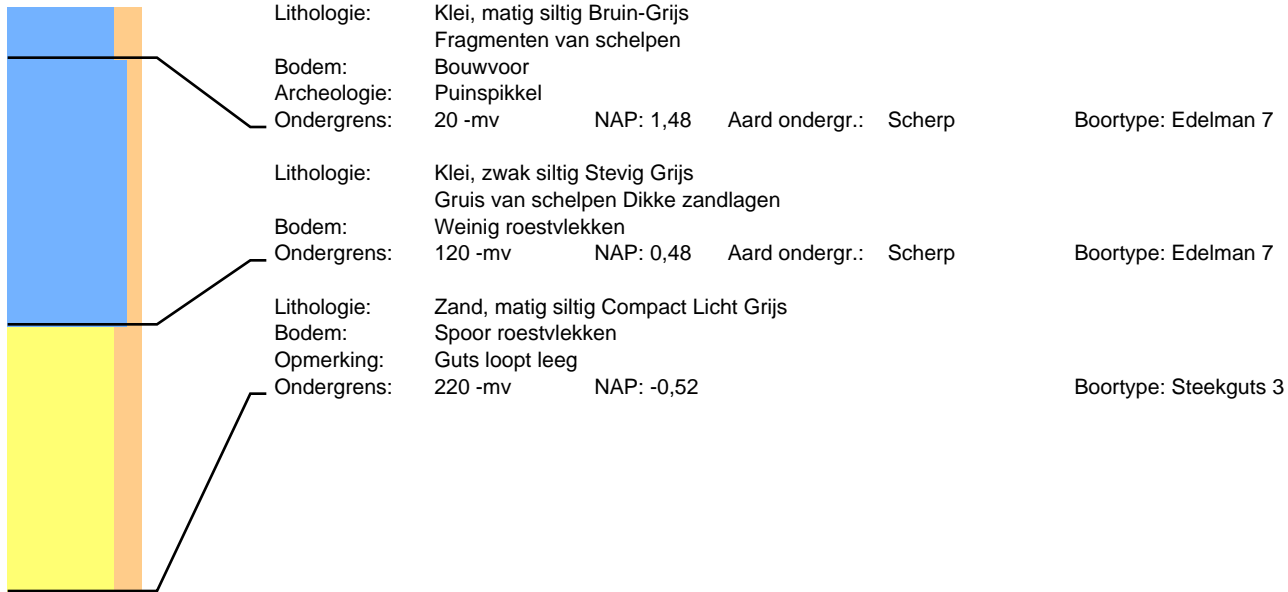 Lithologie: Klei, matig siltig Bruin-Grijs
Fragmenten van schelpen
Bodem: Bouwvoor
Archeologie: Puinspikkel
Ondergrens: 20 -mv NAP: 1,48 Aard ondergr.: Scherp Boortype: Edelman 7
Lithologie: Klei, zwak siltig Stevig Grijs
Gruis van schelpen Dikke zandlagen
Bodem: Weinig roestvlekken
Ondergrens: 120 -mv NAP: 0,48 Aard ondergr.: Scherp Boortype: Edelman 7
Lithologie: Zand, matig siltig Compact Licht Grijs
Bodem: Spoor roestvlekken
Opmerking: Guts loopt leeg
Ondergrens: 220 -mv NAP: -0,52 Boortype: Steekguts 3